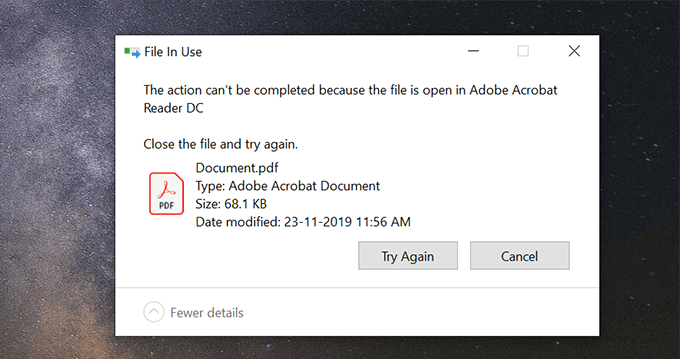 File In Use
The action can't be completed because the file is open in Adobe Acrobat
Reader DC
Close the file and try again.
Document.pdf
Type: Adobe Acrobat Document
PDF
Size: 68.1 KB
Date modified: 23-11-2019 11:56 AM
Try Again
Cancel
Fewer details